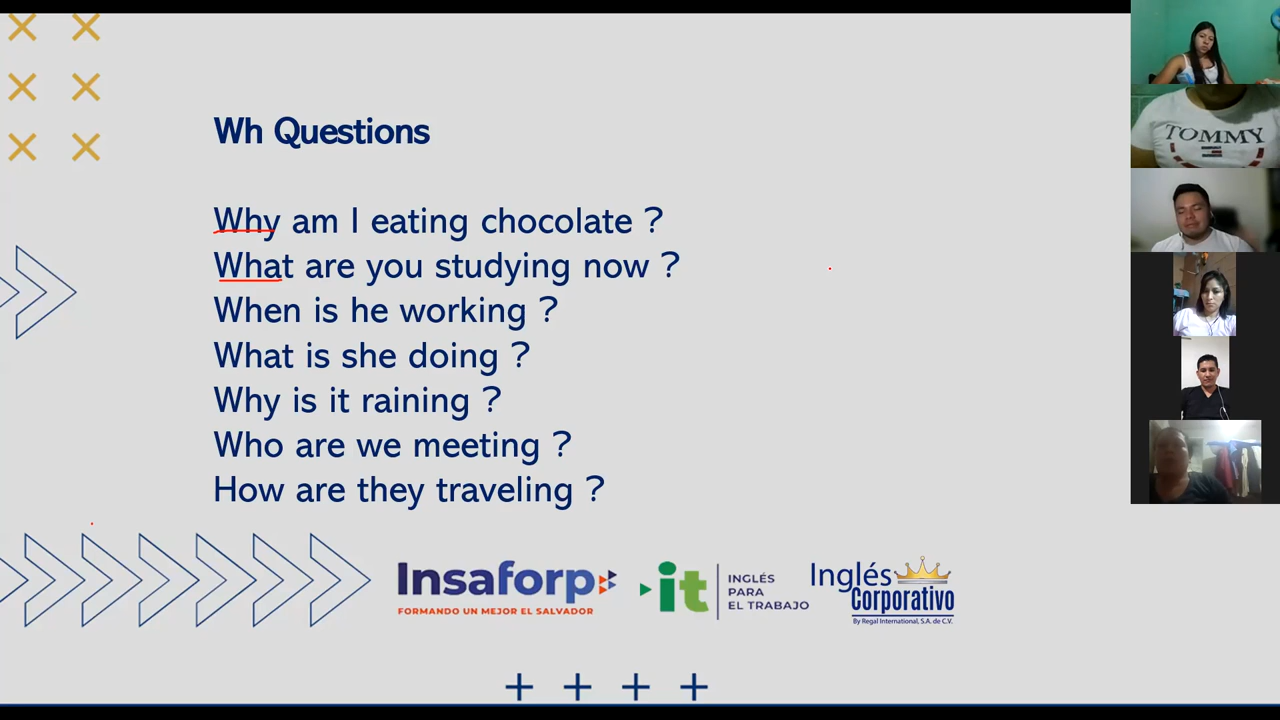 Wh Questions
Why am I eating chocolate ?
What are you studying now ?
When is he working ?
What is she doing ?
Why is it raining ?
Who are we meeting ?
How are they traveling ?
Insaforp
FORMANDO UN MEJOR EL SALVADOR
it
INGLÉS
PARA
EL TRABAJO
Inglés
Corporativo
By Regal International, S.A. de C.V.
TOMMY